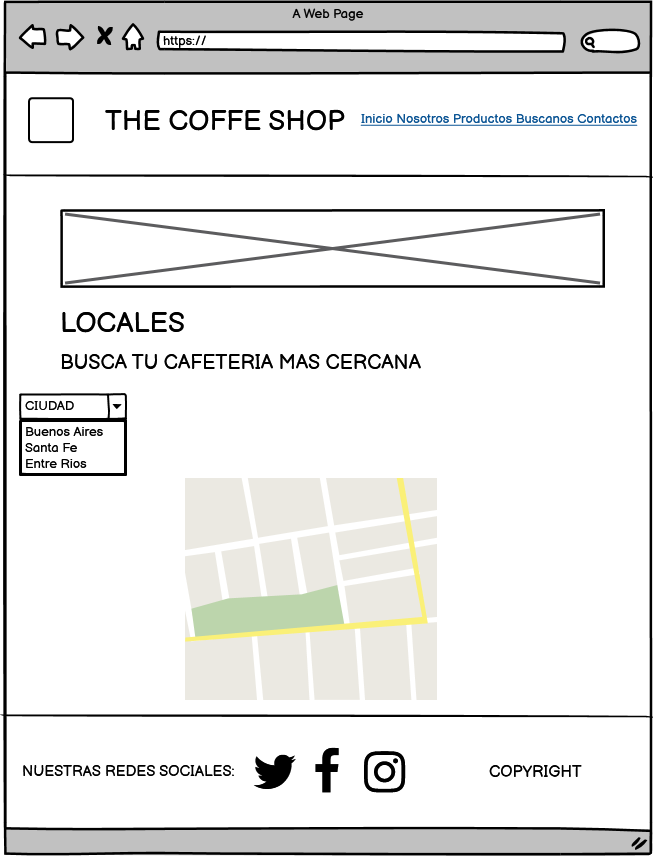 A Web Page
https://
THE COFFE SHOP
Inicio Nosotros Productos Buscanos Contactos
LOCALES
BUSCA TU CAFETERIA MAS CERCANA
CIUDAD
Buenos Aires
Santa Fe
Entre Rios
NUESTRAS REDES SOCIALES:
COPYRIGHT